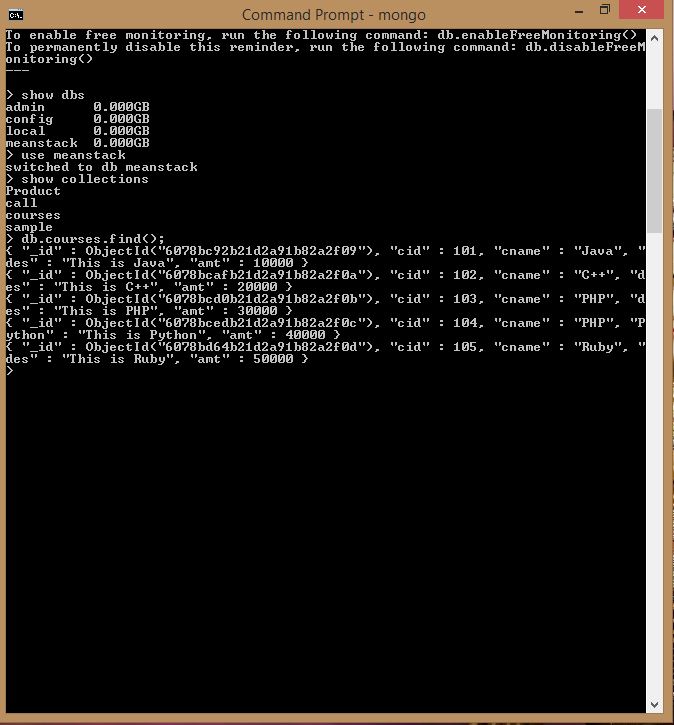 Command Prompt - mongo
To enable free monitoring, run the following command: db.enableFreeMonitoring()
To permanently disable this reminder, run the following command: db.disableFreeM
onitoring()
---
> show dbs
admin      0.000GB
config     0.000GB
local      0.000GB
meanstack  0.000GB
> use meanstack
switched to db meanstack
> show collections
Product
call
courses
sample
> db.courses.find();
{ "_id" : ObjectId("6078bc92b21d2a91b82a2f09"), "cid" : 101, "cname" : "Java", "
des" : "This is Java", "amt" : 10000 }
{ "_id" : ObjectId("6078bcafb21d2a91b82a2f0a"), "cid" : 102, "cname" : "C++", "d
es" : "This is C++", "amt" : 20000 }
{ "_id" : ObjectId("6078bcd0b21d2a91b82a2f0b"), "cid" : 103, "cname" : "PHP", "d
es" : "This is PHP", "amt" : 30000 }
{ "_id" : ObjectId("6078bcedb21d2a91b82a2f0c"), "cid" : 104, "cname" : "PHP", "P
ython" : "This is Python", "amt" : 40000 }
{ "_id" : ObjectId("6078bd64b21d2a91b82a2f0d"), "cid" : 105, "cname" : "Ruby", "
des" : "This is Ruby", "amt" : 50000 }
>